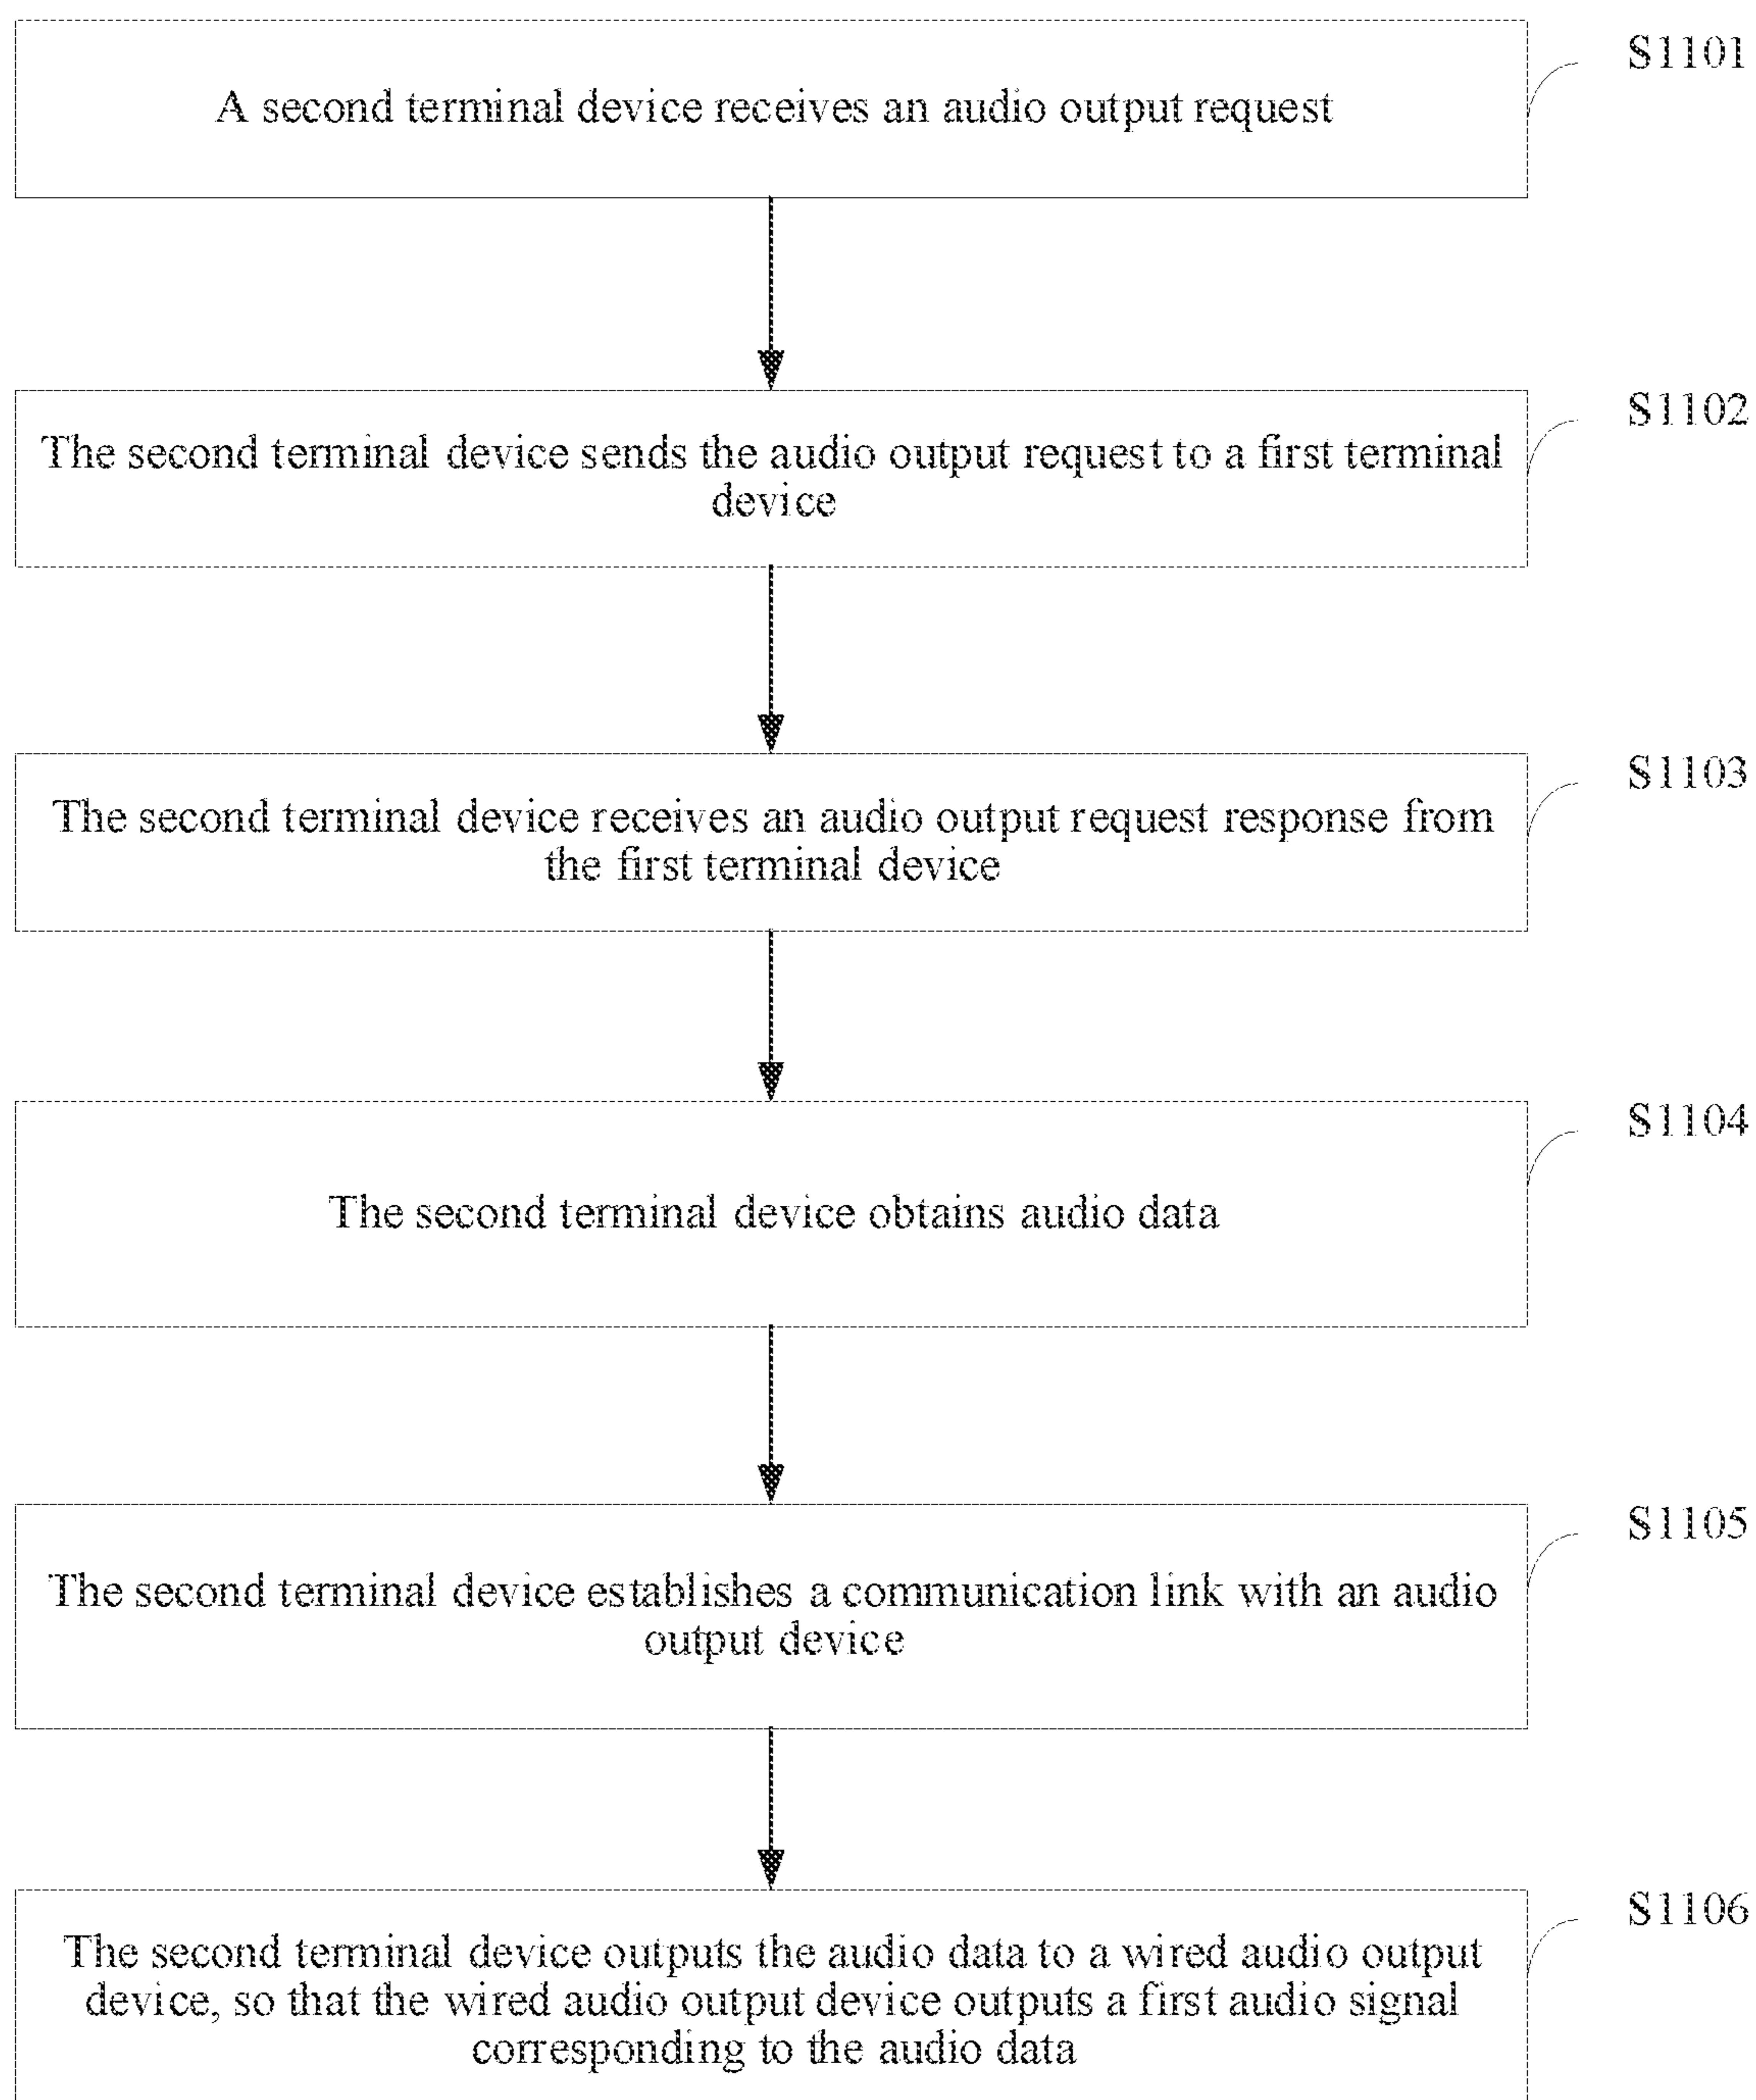 S1101
A second terminal device receives an audio output request
S1102
The second terminal device sends the audio output request to a first terminal
device
S1103
The second terminal device receives an audio output request response from
the first terminal device
S1104
The second terminal device obtains audio data
S1105
The second terminal device establishes a communication link with an audio
output device
S1106
The second terminal device outputs the audio data to a wired audio output
device, so that the wired audio output device outputs a first audio signal
corresponding to the audio data